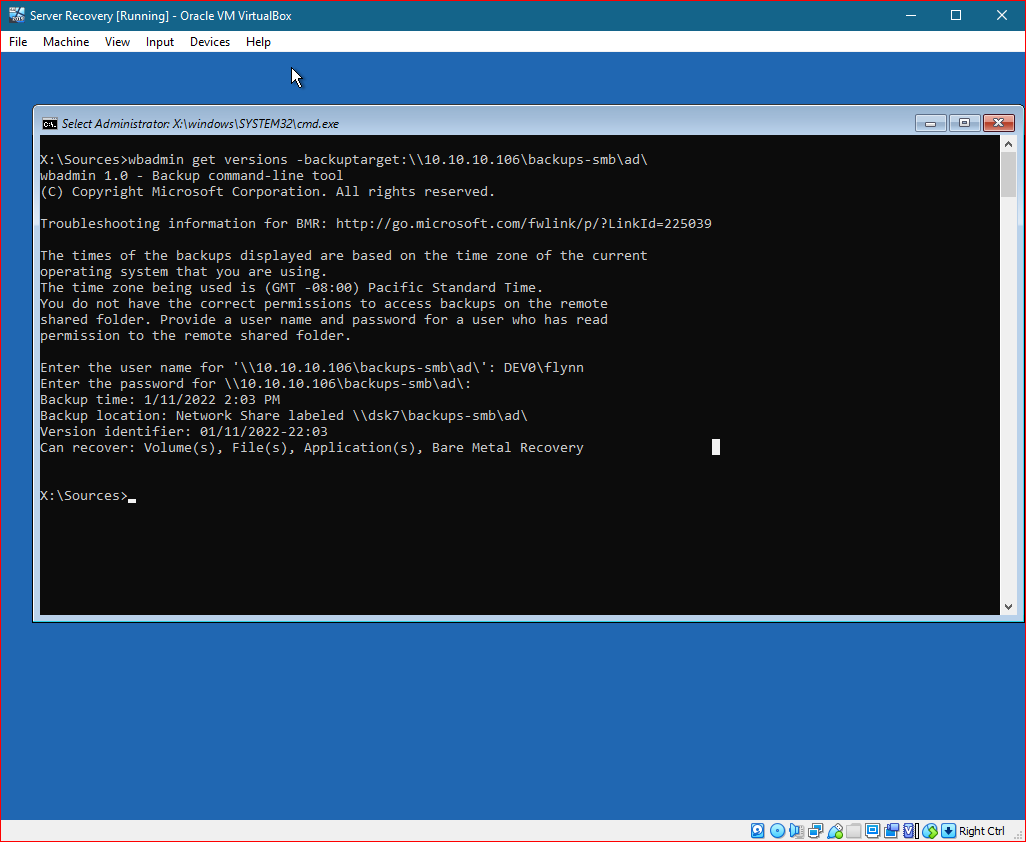 Server Recovery [Running] - Oracle VM VirtualBox
File Machine View Input Devices Help
Select Administrator: X:\windows\SYSTEM32\cmd.exe
X:\Sources>wbadmin get versions -backuptarget:\\10.10.10.106\backups-smb\ad\
wbadmin 1.0 - Backup command-line tool
(C) Copyright Microsoft Corporation. All rights reserved.
Troubleshooting information for BMR: http://go.microsoft.com/fwlink/p/?LinkId=225039
The times of the backups displayed are based on the time zone of the current
operating system that you are using.
The time zone being used is (GMT -08:00) Pacific Standard Time.
You do not have the correct permissions to access backups on the remote
shared folder. Provide a user name and password for a user who has read
permission to the remote shared folder.
Enter the user name for '\\10.10.10.106\backups-smb\ad\': DEV0\flynn
Enter the password for \\10.10.10.106\backups-smb\ad\:
Backup time: 1/11/2022 2:03 PM
Backup location: Network Share labeled \\dsk7\backups-smb\ad\
Version identifier: 01/11/2022-22:03
Can recover: Volume(s), File(s), Application(s), Bare Metal Recovery
X:\Sources>
Right Ctrl